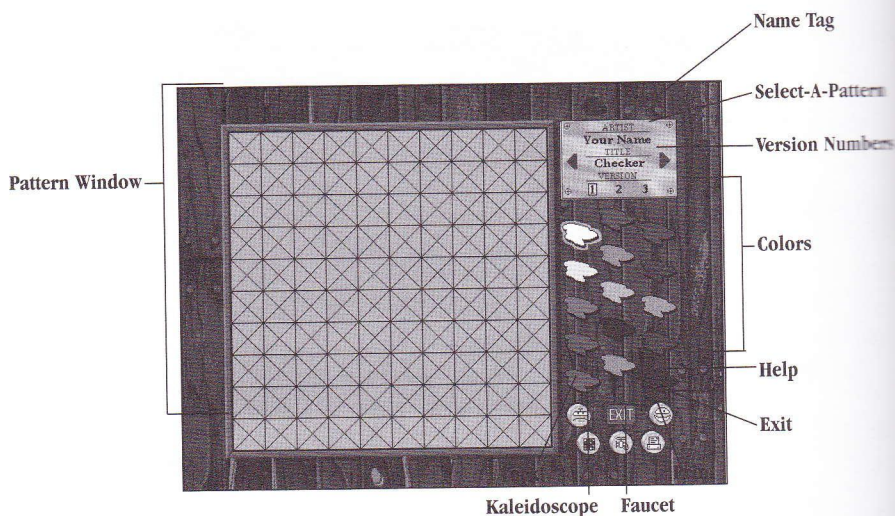 Name Tag
Select-A-Pattern
Version Numbers
Pattern Window
Colors
Help
Exit
Kaleidoscope
Faucet
ARTIST
Your Name
TITLE
Checker
VERSION
1 2 3
EXIT